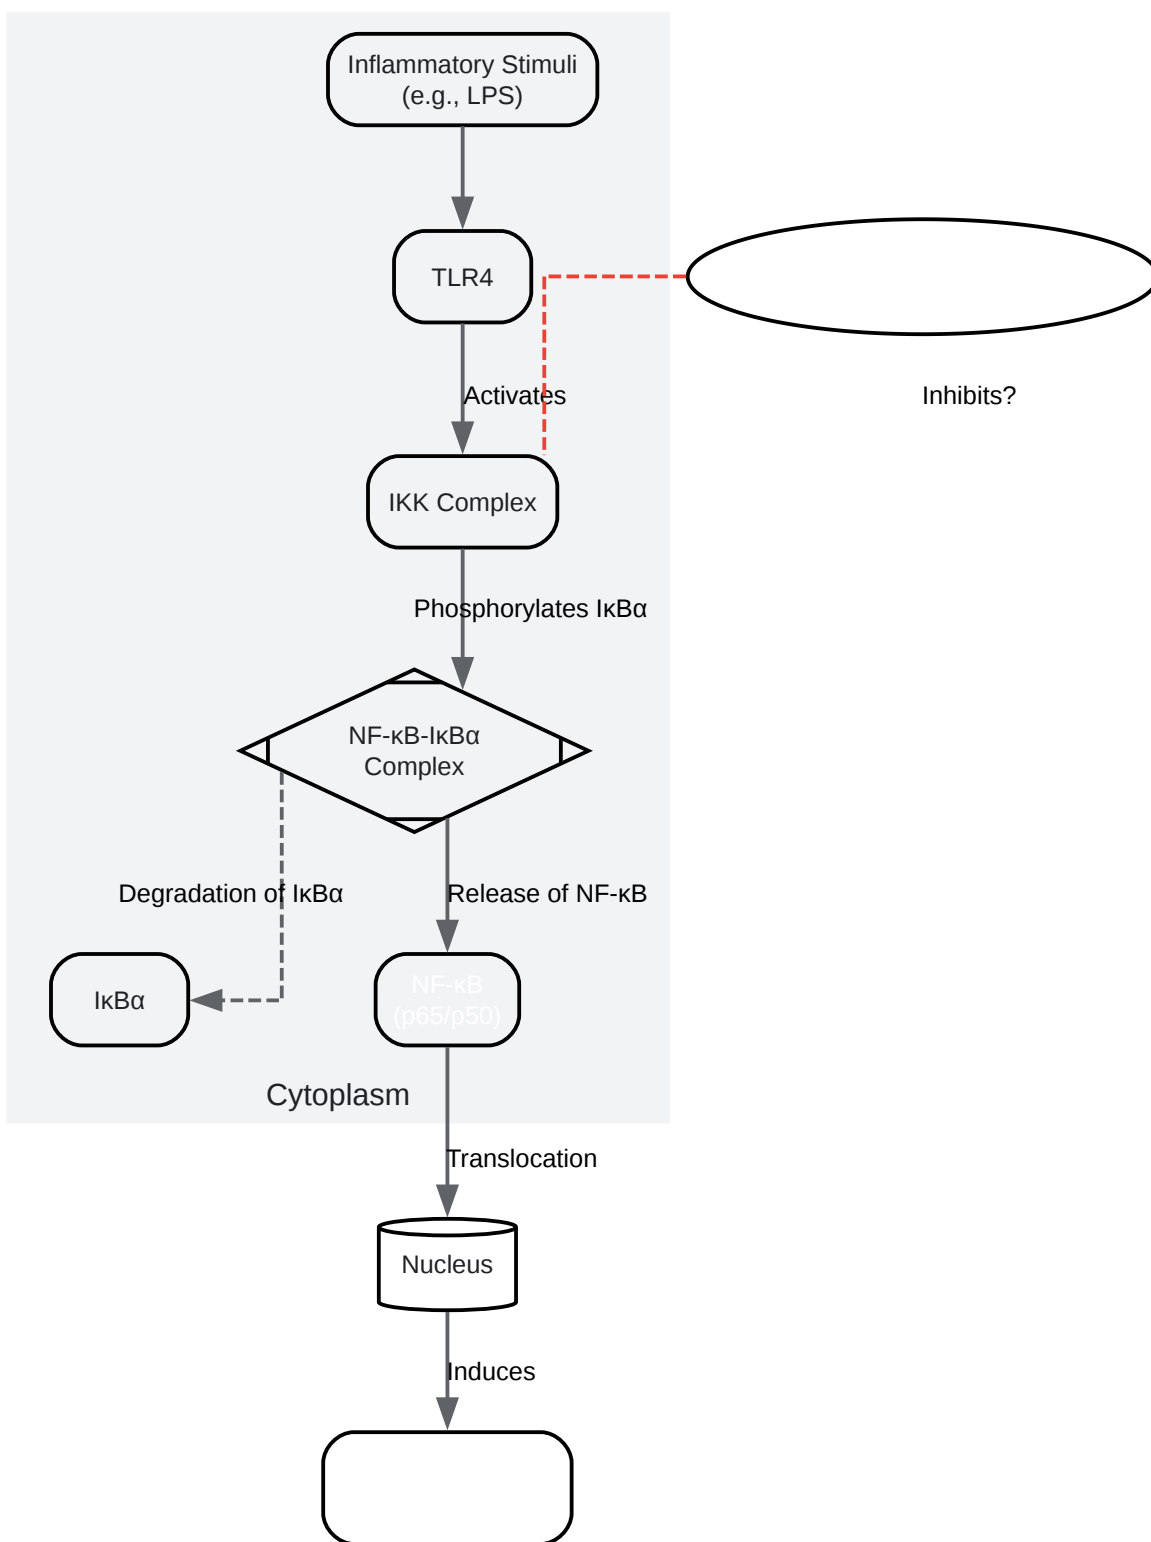 Inflammatory Stimuli
(e.g., LPS)
TLR4
Activates
Inhibits?
IKK Complex
Phosphorylates IκBα
NF-κB-IκBα
Complex
Degradation of IκBα
Release of NF-κB
IκBα
NF-κB
(p65/p50)
Cytoplasm
Translocation
Nucleus
Induces